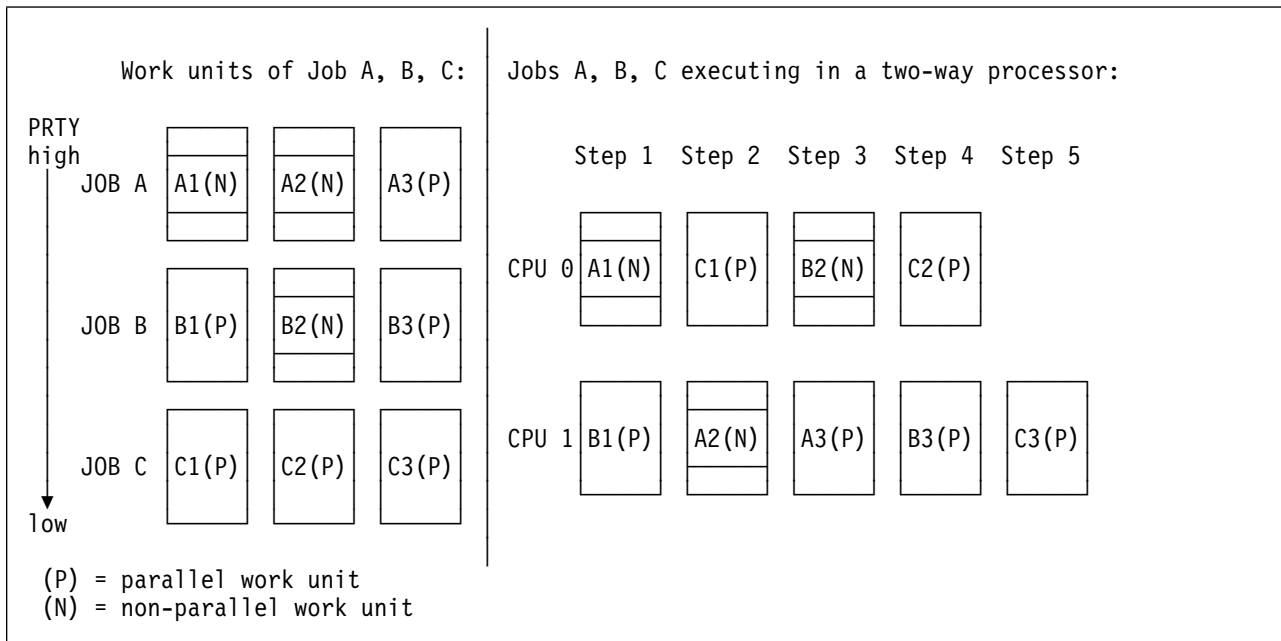 Work units of Job A, B, C:
Jobs A, B, C executing in a two-way processor:
PRTY
high
JOB A A1(N) A2(N) A3(P)
JOB B B1(P) B2(N) B3(P)
JOB C C1(P) C2(P) C3(P)
low
Step 1 Step 2 Step 3 Step 4 Step 5
CPU 0 A1(N) C1(P) B2(N) C2(P)
CPU 1 B1(P) A2(N) A3(P) B3(P) C3(P)
(P) = parallel work unit
(N) = non-parallel work unit